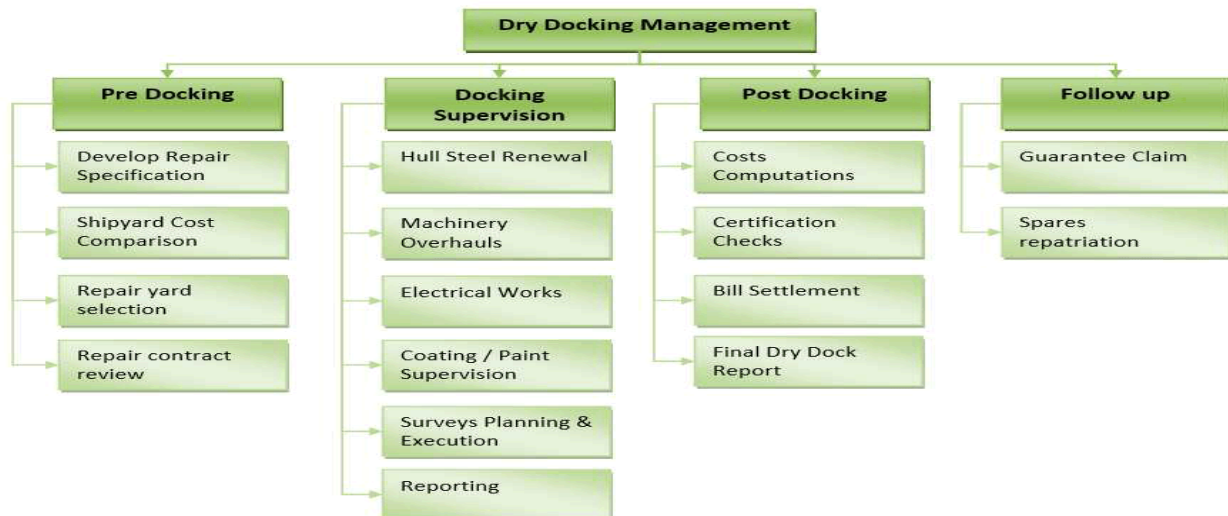 Dry Docking Management
Pre Docking
Develop Repair
Specification
Shipyard Cost
Comparison
Repair yard
selection
Repair contract
review
Docking
Supervision
Hull Steel Renewal
Machinery
Overhauls
Electrical Works
Coating / Paint
Supervision
Surveys Planning &
Execution
Reporting
Post Docking
Costs
Computations
Certification
Checks
Bill Settlement
Final Dry Dock
Report
Follow up
Guarantee Claim
Spares
repatriation